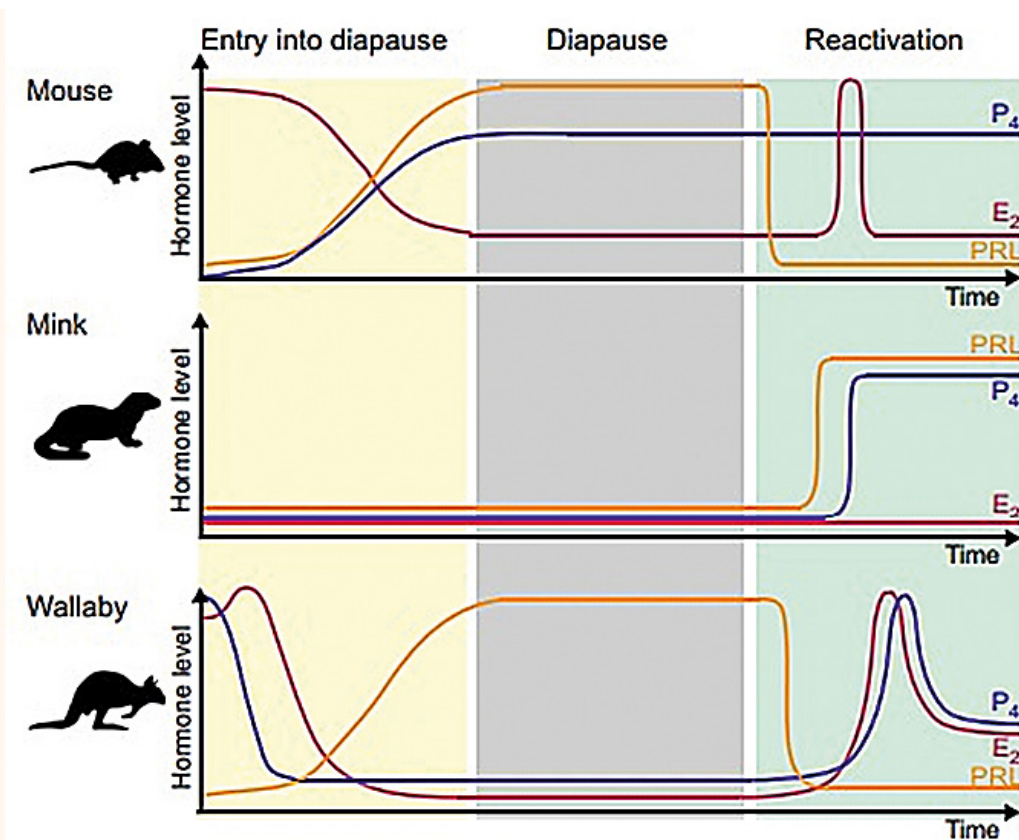 Entry into diapause
Diapause
Reactivation
Mouse
Hormone level
P4
E2
PRL
Time
Mink
Hormone level
PRL
P4
E2
Time
Wallaby
Hormone level
P4
E2
PRL
Time